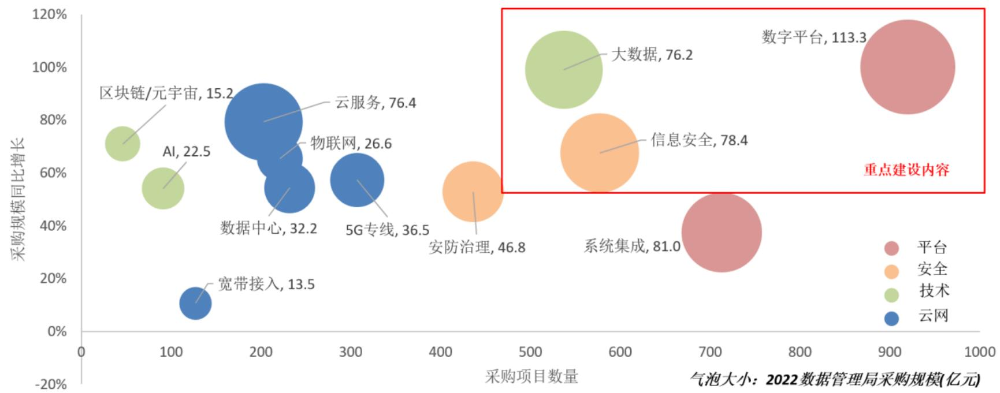 120%
100%
80%
60%
40%
20%
0%
-20%
采购规模同比增长
数字平台, 113.3
大数据, 76.2
区块链/元宇宙, 15.2
云服务, 76.4
物联网, 26.6
信息安全, 78.4
AI, 22.5
重点建设内容
数据中心, 32.2
5G专线, 36.5
安防治理, 46.8
系统集成, 81.0
宽带接入, 13.5
平台
安全
技术
云网
0 100 200 300 400 500 600 700 800 900 1000
采购项目数量
气泡大小：2022数据管理局采购规模(亿元)